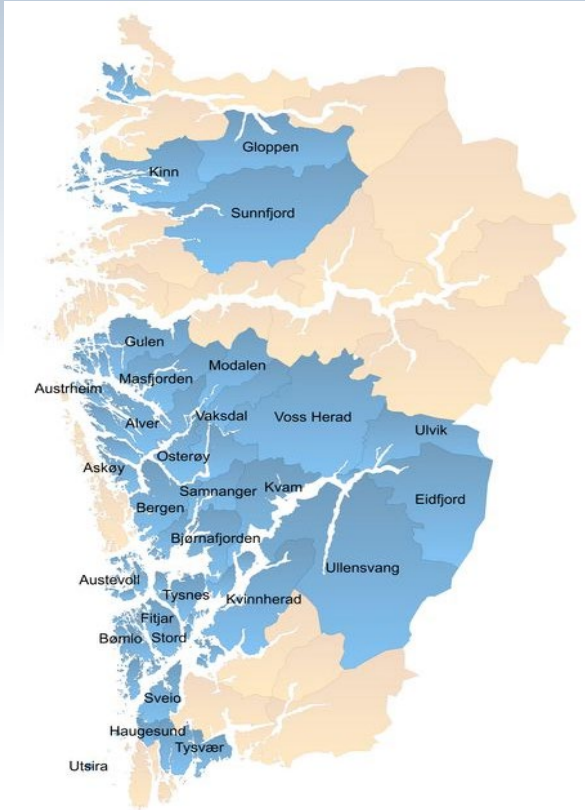 Gloppen
Kinn
Sunnfjord
Gulen
Modalen
Masfjorden
Austrheim
Vaksdal
Voss Herad
Alver
Ulvik
Osterøy
Askøy
Kvam
Samnanger
Eidfjord
Bergen
Bjørnafjorden
Ullensvang
Austevoll
Tysnes
Kvinnherad
Fitjar
Bømlo
Stord
Sveio
Haugesund
Tysvær
Utsira